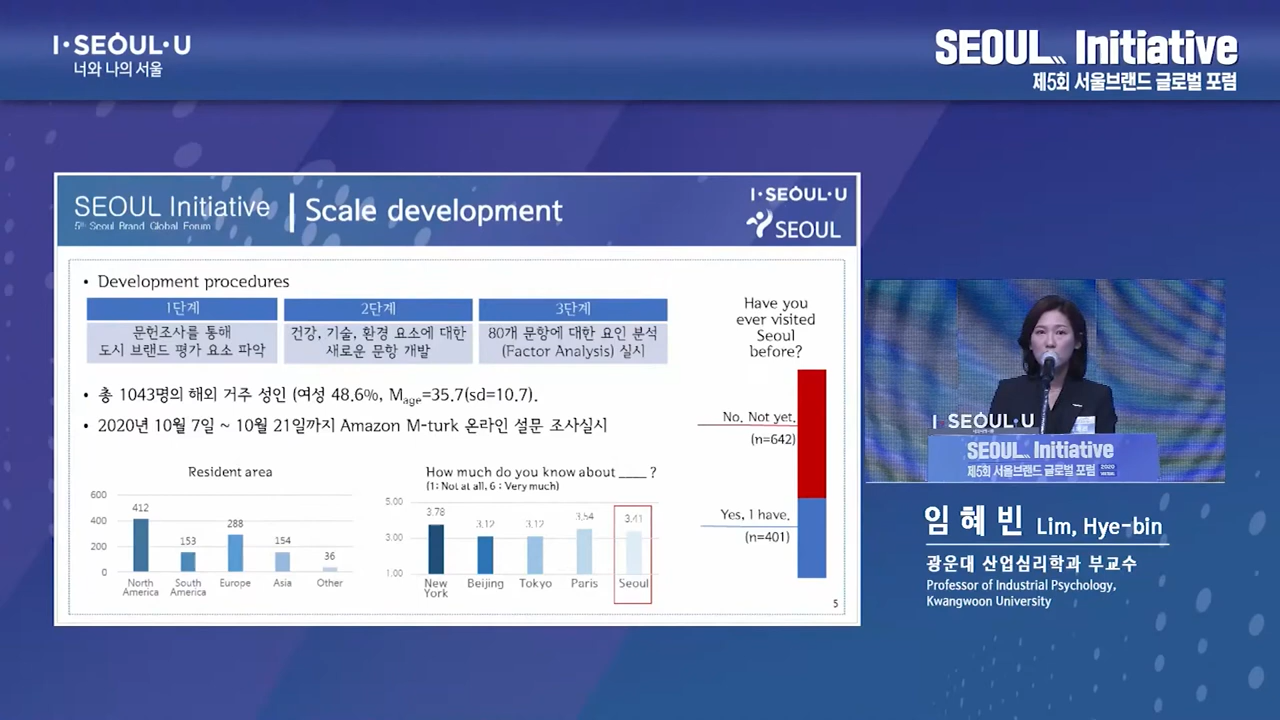 I·SEOUL·U
너와 나의 서울
SEOUL Initiative
제5회 서울브랜드 글로벌 포럼
SEOUL Initiative
5th Seoul Brand Global Forum
Scale development
I·SEOUL·U
SEOUL
• Development procedures
1단계
문헌조사를 통해
도시 브랜드 평가 요소 파악
2단계
건강, 기술, 환경 요소에 대한
새로운 문항 개발
3단계
80개 문항에 대한 요인 분석
(Factor Analysis) 실시
• 총 1043명의 해외 거주 성인 (여성 48.6%, Mage=35.7(sd=10.7).
• 2020년 10월 7일 ~ 10월 21일까지 Amazon M-turk 온라인 설문 조사실시
Resident area
600
400
200
0
412
153
288
154
36
North
America
South
America
Europe
Asia
Other
How much do you know about ____ ?
(1: Not at all, 6 : Very much)
5.00
3.00
1.00
3.78
3.12
3.12
3.54
3.41
New
York
Beijing
Tokyo
Paris
Seoul
Have you
ever visited
Seoul
before?
No. Not yet.
(n=642)
Yes, I have.
(n=401)
5
I·SEOUL·U
SEOUL Initiative
제5회 서울브랜드 글로벌 포럼
2020
임혜빈 Lim, Hye-bin
광운대 산업심리학과 부교수
Professor of Industrial Psychology,
Kwangwoon University